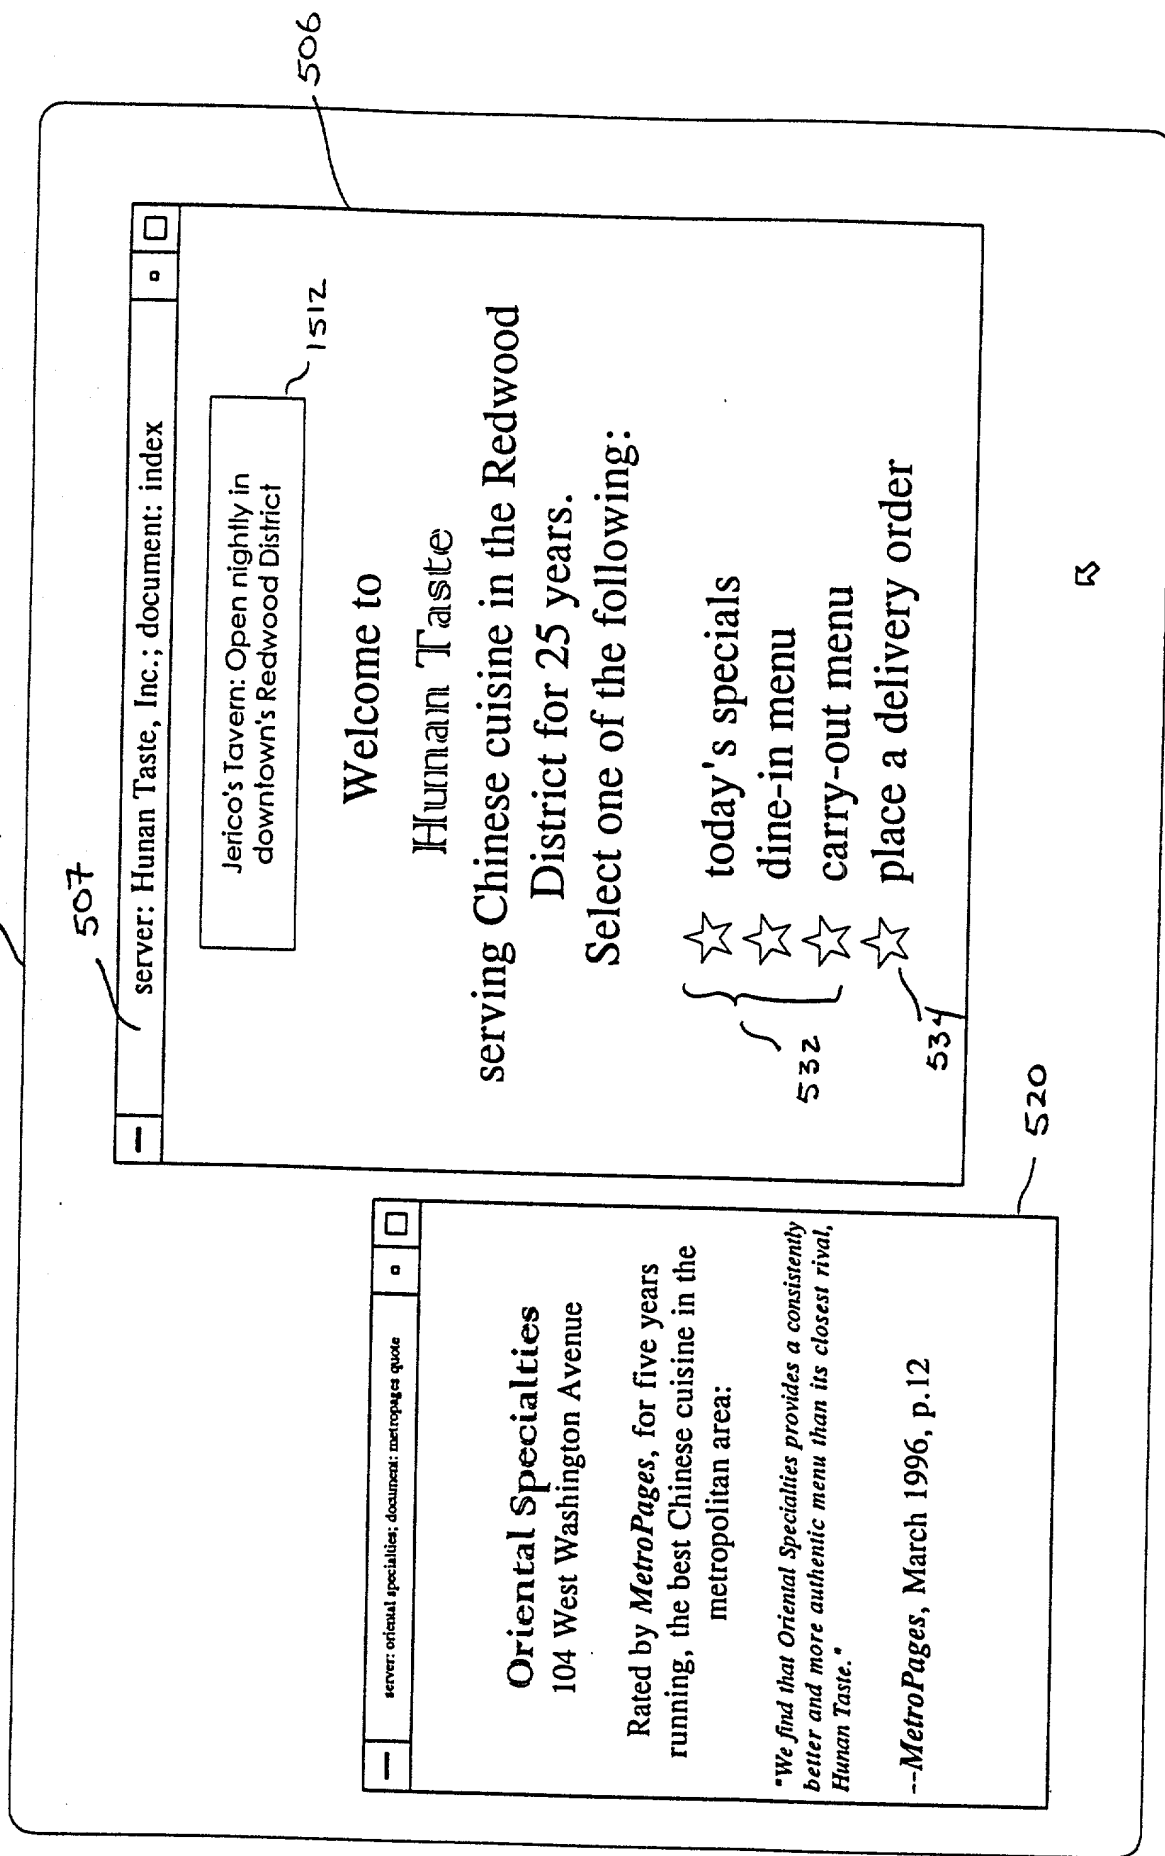 506
507
server: Hunan Taste, Inc.; document: index
Jerico's Tavern: Open nightly in
downtown's Redwood District
1512
Welcome to
Hunan Taste
serving Chinese cuisine in the Redwood
District for 25 years.
Select one of the following:
☆ today's specials
☆ dine-in menu
☆ carry-out menu
☆ place a delivery order
532
534
520
server: oriental specialties; document: metropages quote
Oriental Specialties
104 West Washington Avenue
Rated by MetroPages, for five years
running, the best Chinese cuisine in the
metropolitan area:
"We find that Oriental Specialties provides a consistently
better and more authentic menu than its closest rival,
Hunan Taste."
--MetroPages, March 1996, p.12